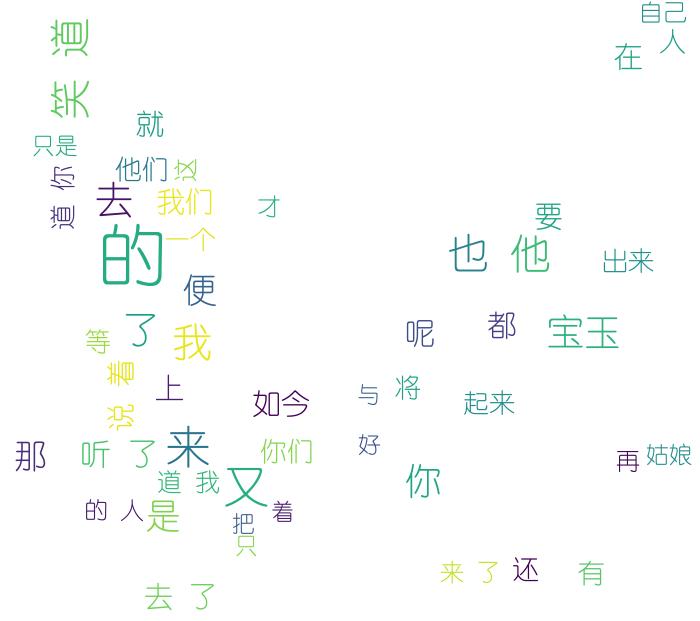 自己
人
在
笑道
就
只是
他们
这
道你
去
我们
才
要
的
一个
也
他
出来
便
了
我
呢
都
宝玉
等
说着
上
如今
与
将
起来
好
那
听了
来
你们
再
姑娘
道我
又
你
的人
是
把
着
只
来了
还
有
去了